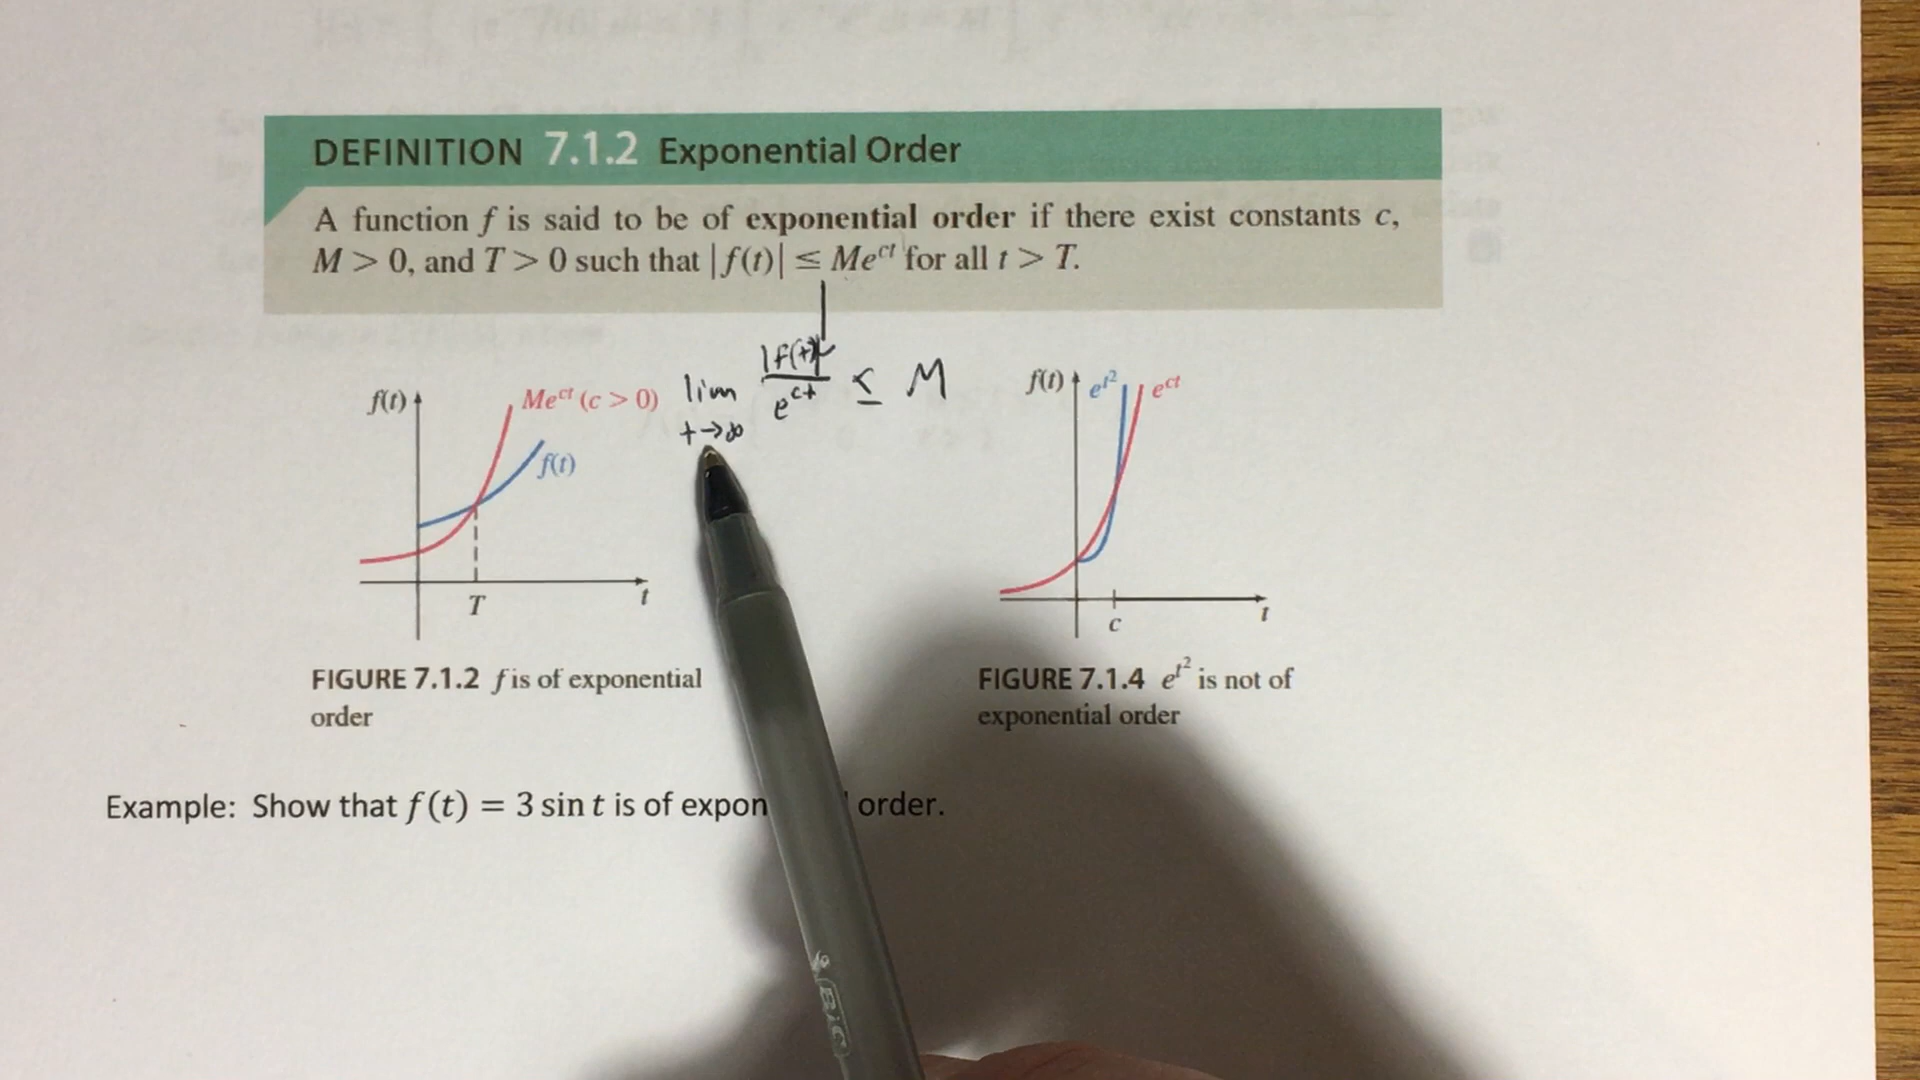 DEFINITION 7.1.2 Exponential Order
A function f is said to be of exponential order if there exist constants c,
M > 0, and T > 0 such that |f(t)| ≤ Me^{ct} for all t > T.
lim t→∞ |f(t)|/e^{ct} ≤ M
f(t)
Me^{ct} (c > 0)
f(t)
T
t
FIGURE 7.1.2 f is of exponential
order
f(t)
e^{t^2}
e^{ct}
c
t
FIGURE 7.1.4 e^{t^2} is not of
exponential order
Example: Show that f(t) = 3 sin t is of expon order.
BIC